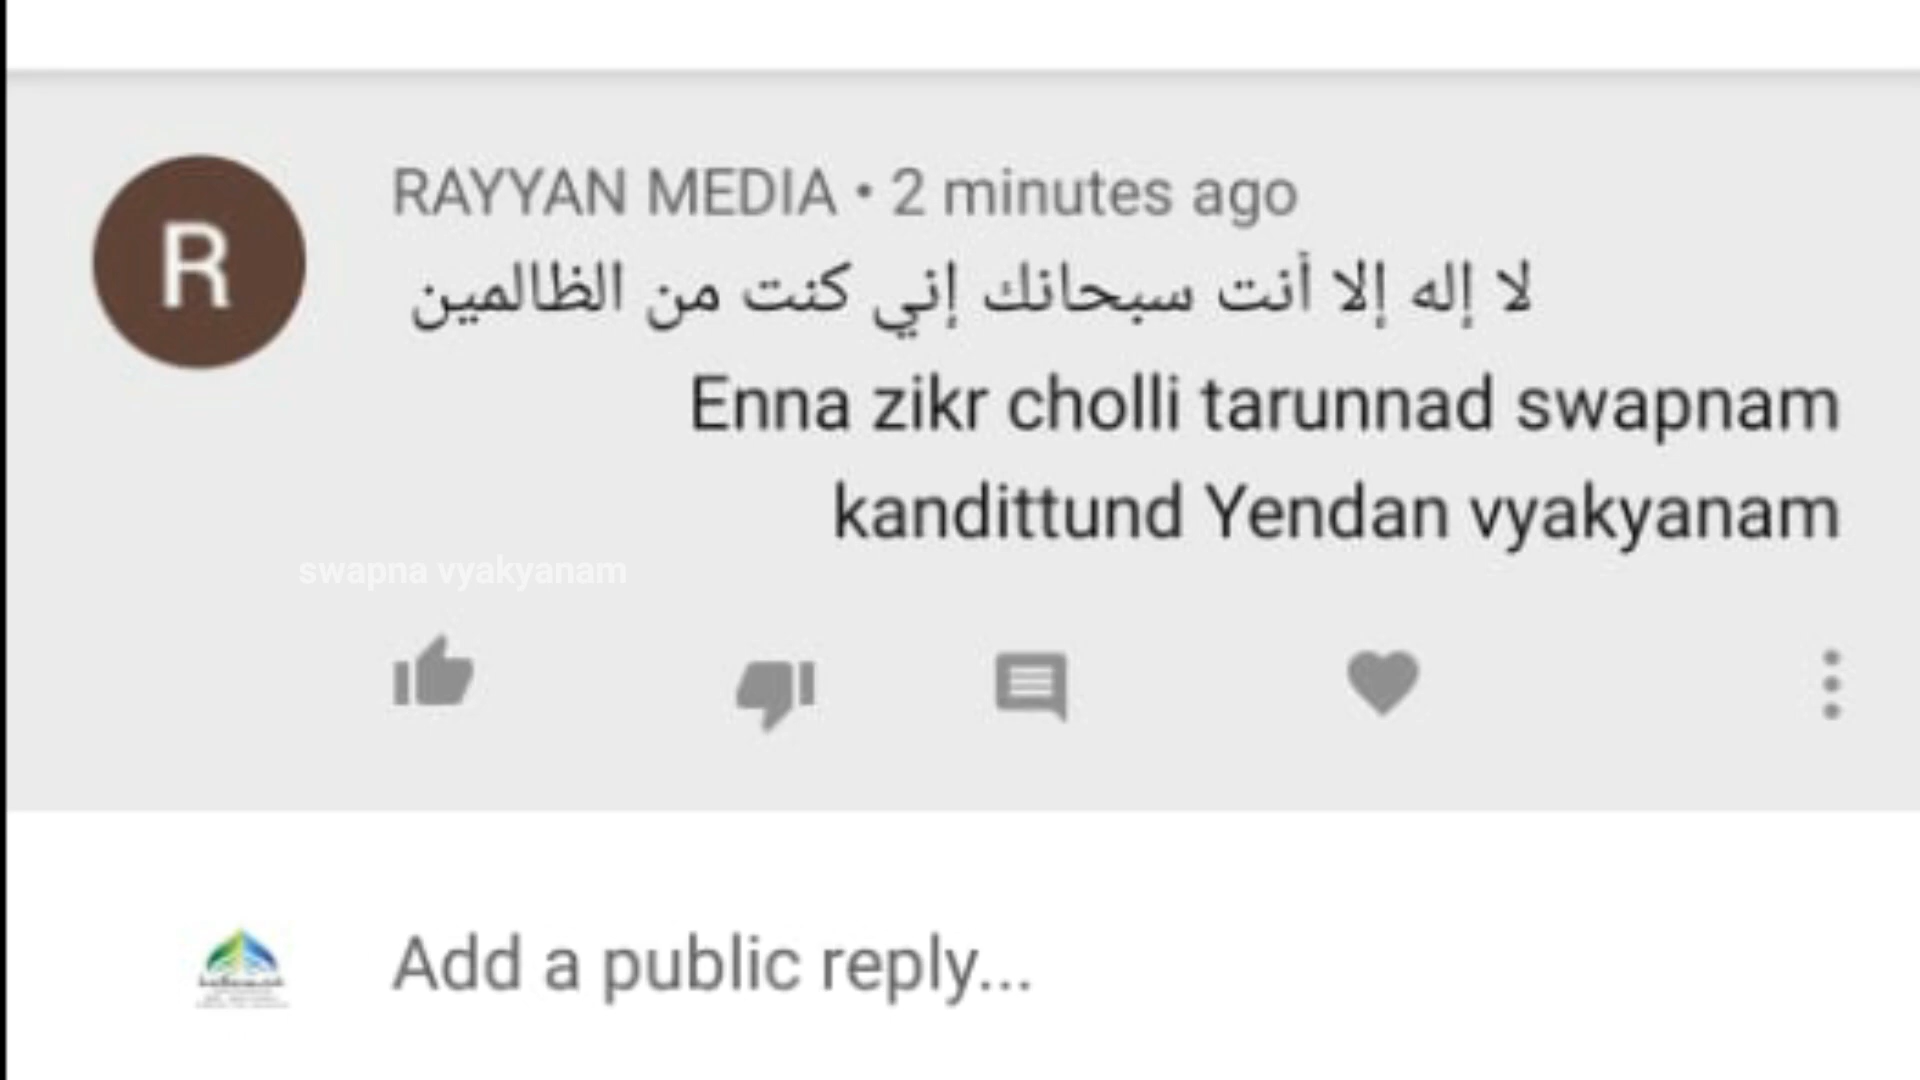 RAYYAN MEDIA • 2 minutes ago
لا إله إلا أنت سبحانك إني كنت من الظالمين
Enna zikr cholli tarunnad swapnam
kandittund Yendan vyakyanam
swapna vyakyanam
R
Add a public reply...